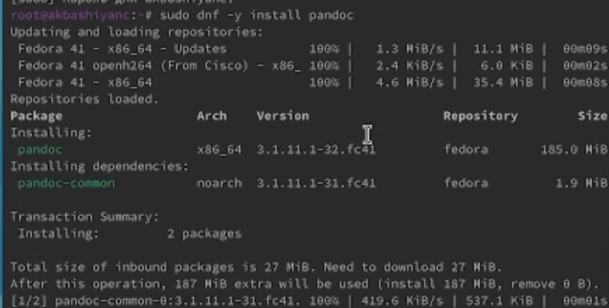 root@akbashiyanc:~# sudo dnf -y install pandoc
Updating and loading repositories:
Fedora 41 - x86_64 - Updates 100% | 1.3 MiB/s | 11.1 MiB | 00m09s
Fedora 41 openh264 (From Cisco) - x86_ 100% | 2.4 KiB/s | 6.0 KiB | 00m02s
Fedora 41 - x86_64 100% | 4.6 MiB/s | 35.4 MiB | 00m08s
Repositories loaded.
Package Arch Version Repository Size
Installing:
pandoc x86_64 3.1.11.1-32.fc41 fedora 185.0 MiB
Installing dependencies:
pandoc-common noarch 3.1.11.1-31.fc41 fedora 1.9 MiB
Transaction Summary:
Installing: 2 packages
Total size of inbound packages is 27 MiB. Need to download 27 MiB.
After this operation, 187 MiB extra will be used (install 187 MiB, remove 0 B).
[1/2] pandoc-common-0:3.1.11.1-31.fc41. 100% | 419.6 KiB/s | 537.1 KiB | 00m01s